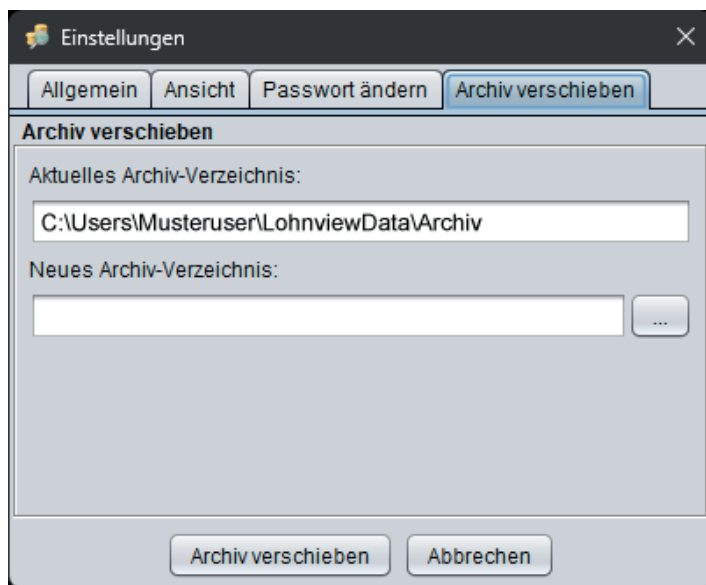 Einstellungen
Allgemein Ansicht Passwort ändern Archiv verschieben
Archiv verschieben
Aktuelles Archiv-Verzeichnis:
C:\Users\Musteruser\LohnviewData\Archiv
Neues Archiv-Verzeichnis:
...
Archiv verschieben Abbrechen